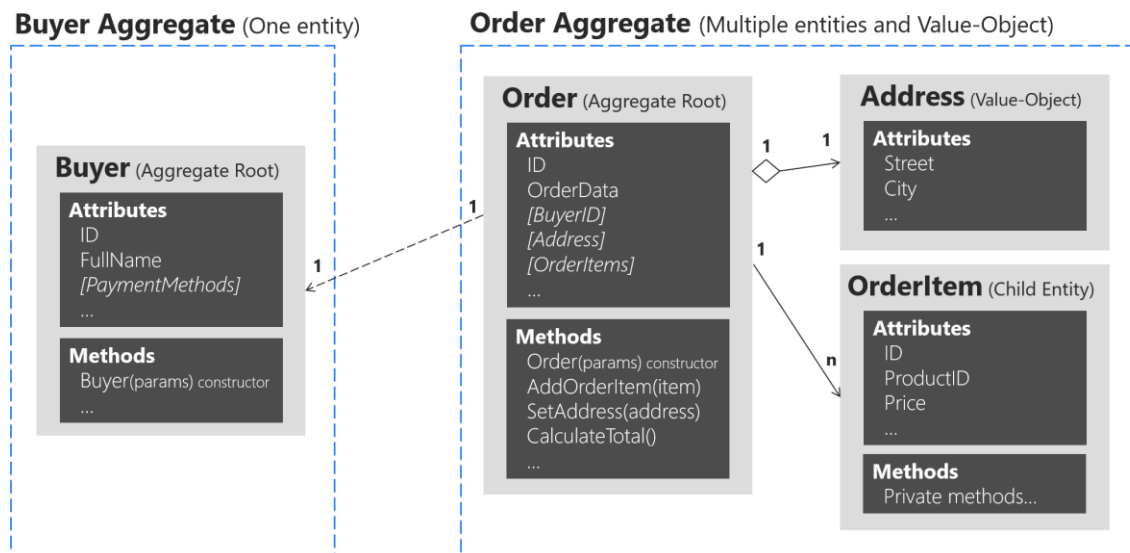 Buyer Aggregate (One entity)
Buyer (Aggregate Root)
Attributes
ID
FullName
[PaymentMethods]
...
Methods
Buyer(params) constructor
...
1
1
Order Aggregate (Multiple entities and Value-Object)
Order (Aggregate Root)
Attributes
ID
OrderData
[BuyerID]
[Address]
[OrderItems]
...
Methods
Order(params) constructor
AddOrderItem(item)
SetAddress(address)
CalculateTotal()
...
1
1
Address (Value-Object)
Attributes
Street
City
...
1
n
OrderItem (Child Entity)
Attributes
ID
ProductID
Price
...
Methods
Private methods...